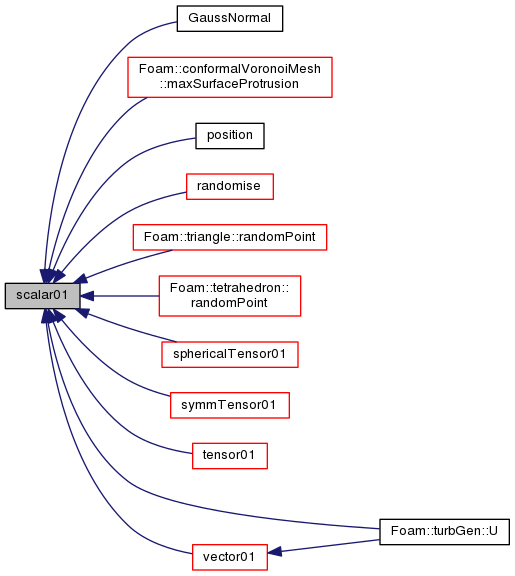 GaussNormal
Foam::conformalVoronoiMesh
::maxSurfaceProtrusion
position
randomise
Foam::triangle::randomPoint
scalar01
Foam::tetrahedron::
randomPoint
sphericalTensor01
symmTensor01
tensor01
Foam::turbGen::U
vector01